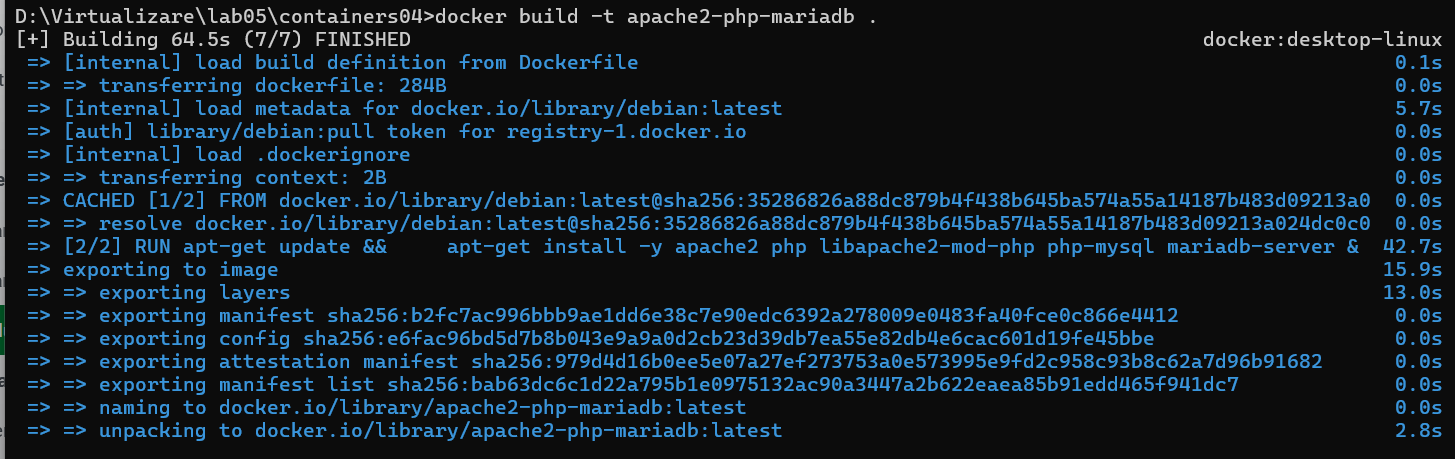 D:\Virtualizare\lab05\containers04>docker build -t apache2-php-mariadb .
[+] Building 64.5s (7/7) FINISHED docker:desktop-linux
=> [internal] load build definition from Dockerfile 0.1s
=> => transferring dockerfile: 284B 0.0s
=> [internal] load metadata for docker.io/library/debian:latest 5.7s
=> [auth] library/debian:pull token for registry-1.docker.io 0.0s
=> [internal] load .dockerignore 0.0s
=> => transferring context: 2B 0.0s
=> CACHED [1/2] FROM docker.io/library/debian:latest@sha256:35286826a88dc879b4f438b645ba574a55a14187b483d09213a0 0.0s
=> => resolve docker.io/library/debian:latest@sha256:35286826a88dc879b4f438b645ba574a55a14187b483d09213a024dc0c0 0.0s
=> [2/2] RUN apt-get update &&     apt-get install -y apache2 php libapache2-mod-php php-mysql mariadb-server & 42.7s
=> exporting to image 15.9s
=> => exporting layers 13.0s
=> => exporting manifest sha256:b2fc7ac996bbb9ae1dd6e38c7e90edc6392a278009e0483fa40fce0c866e4412 0.0s
=> => exporting config sha256:e6fac96bd5d7b8b043e9a9a0d2cb23d39db7ea55e82db4e6cac601d19fe45bbe 0.0s
=> => exporting attestation manifest sha256:979d4d16b0ee5e07a27ef273753a0e573995e9fd2c958c93b8c62a7d96b91682 0.0s
=> => exporting manifest list sha256:bab63dc6c1d22a795b1e0975132ac90a3447a2b622eaea85b91edd465f941dc7 0.0s
=> => naming to docker.io/library/apache2-php-mariadb:latest 0.0s
=> => unpacking to docker.io/library/apache2-php-mariadb:latest 2.8s